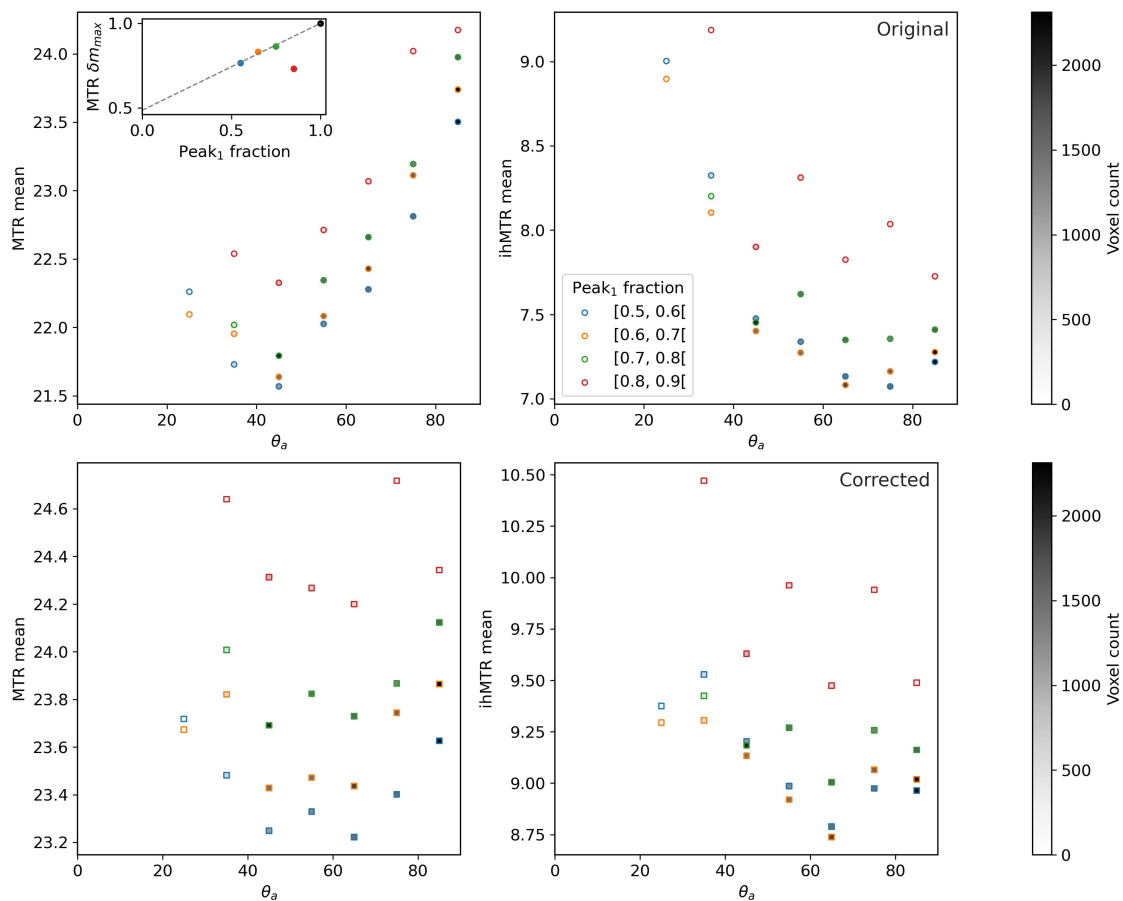 24.0
23.5
23.0
22.5
22.0
21.5
MTR mean
0 20 40 60 80
θₐ
1.0
0.5
MTR δmₘₐₓ
0.0 0.5 1.0
Peak₁ fraction
Original
9.0
8.5
8.0
7.5
7.0
ihMTR mean
Peak₁ fraction
[0.5, 0.6[
[0.6, 0.7[
[0.7, 0.8[
[0.8, 0.9[
0 20 40 60 80
θₐ
2000
1500
1000
500
0
Voxel count
24.6
24.4
24.2
24.0
23.8
23.6
23.4
23.2
MTR mean
0 20 40 60 80
θₐ
Corrected
10.50
10.25
10.00
9.75
9.50
9.25
9.00
8.75
ihMTR mean
0 20 40 60 80
θₐ
2000
1500
1000
500
0
Voxel count